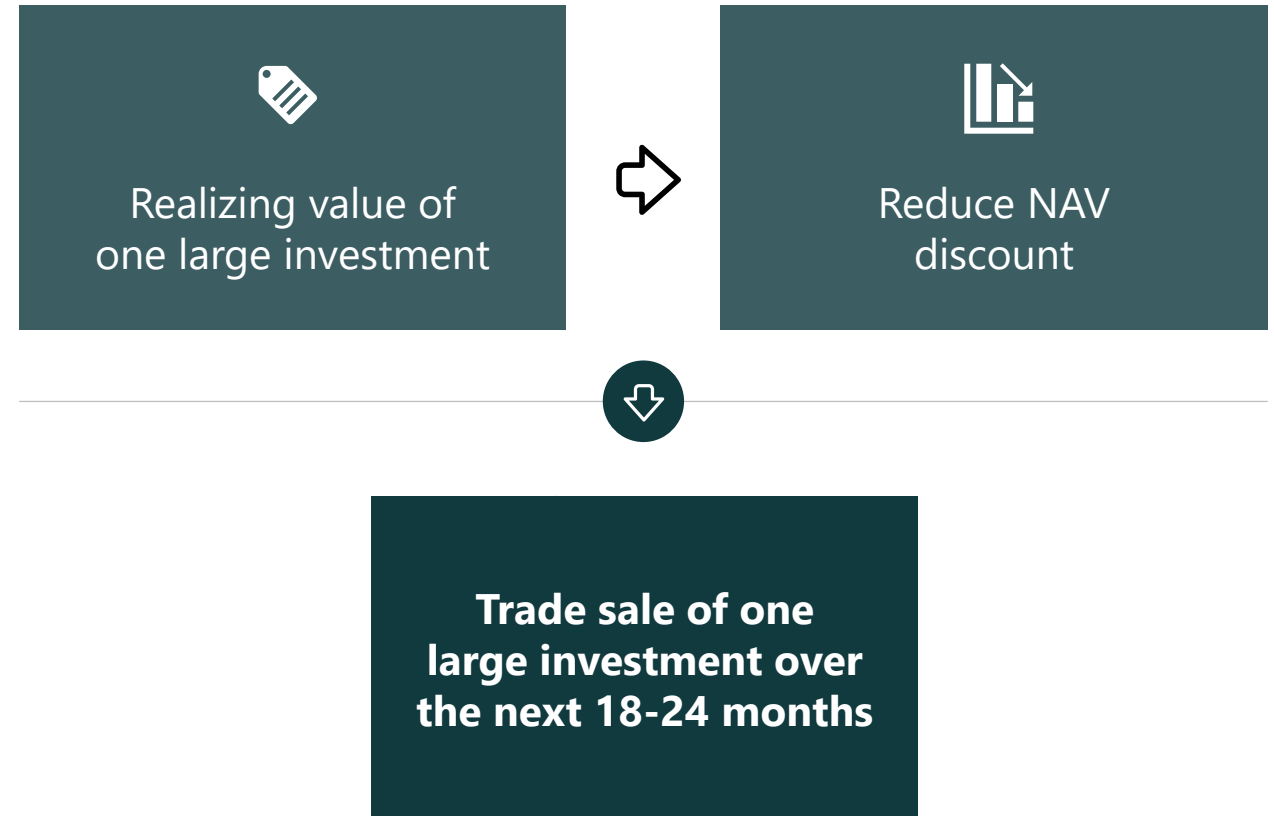 Realizing value of
one large investment
Reduce NAV
discount
Trade sale of one
large investment over
the next 18-24 months